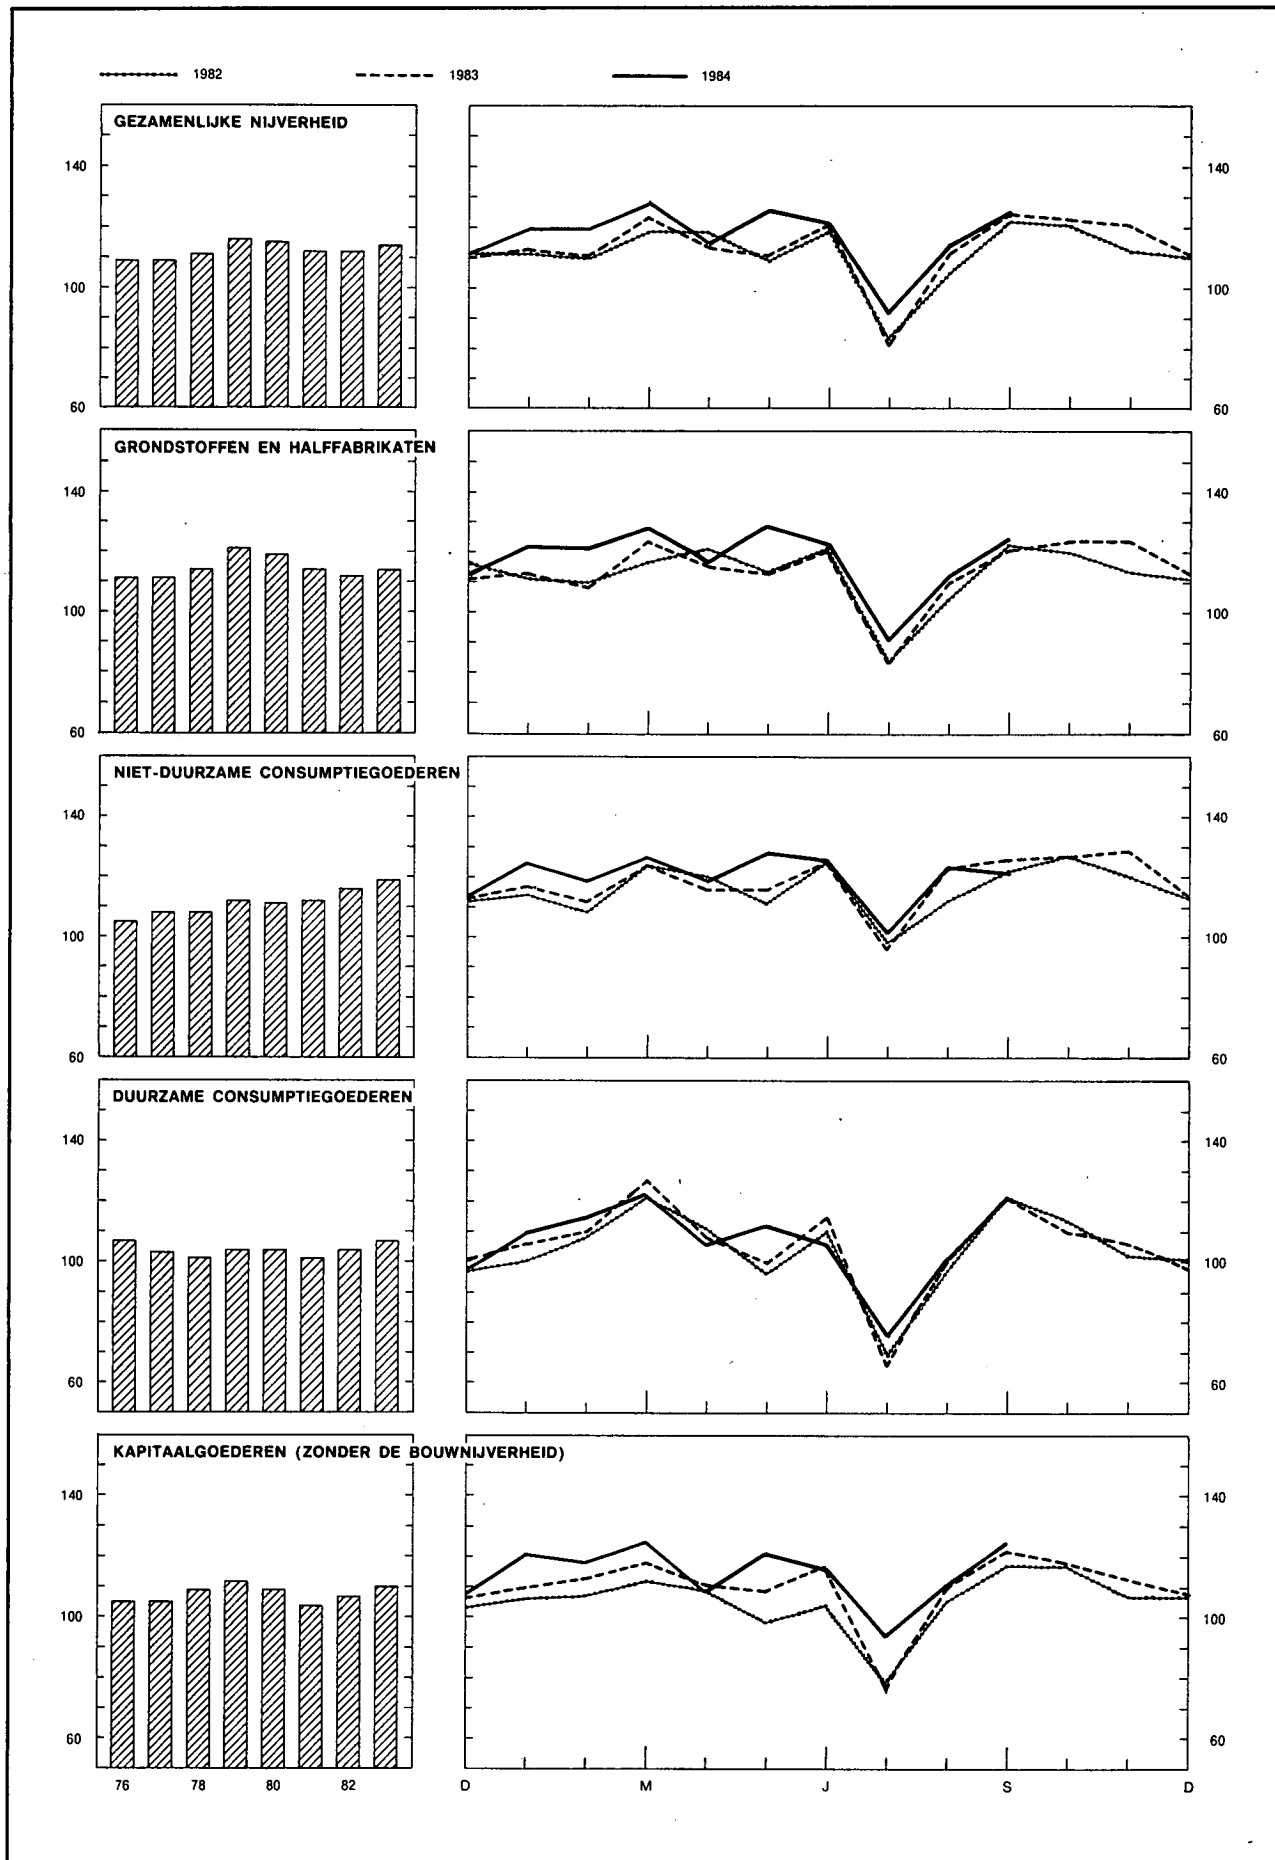 1982 1983 1984
GEZAMENLIJKE NIJVERHEID
140 140
100 100
60 60
GRONDSTOFFEN EN HALFFABRIKATEN
140 140
100 100
60 60
NIET-DUURZAME CONSUMPTIEGOEDEREN
140 140
100 100
60 60
DUURZAME CONSUMPTIEGOEDEREN
140 140
100 100
60 60
KAPITAALGOEDEREN (ZONDER DE BOUWNIJVERHEID)
140 140
100 100
60 60
76 78 80 82 D M J S D